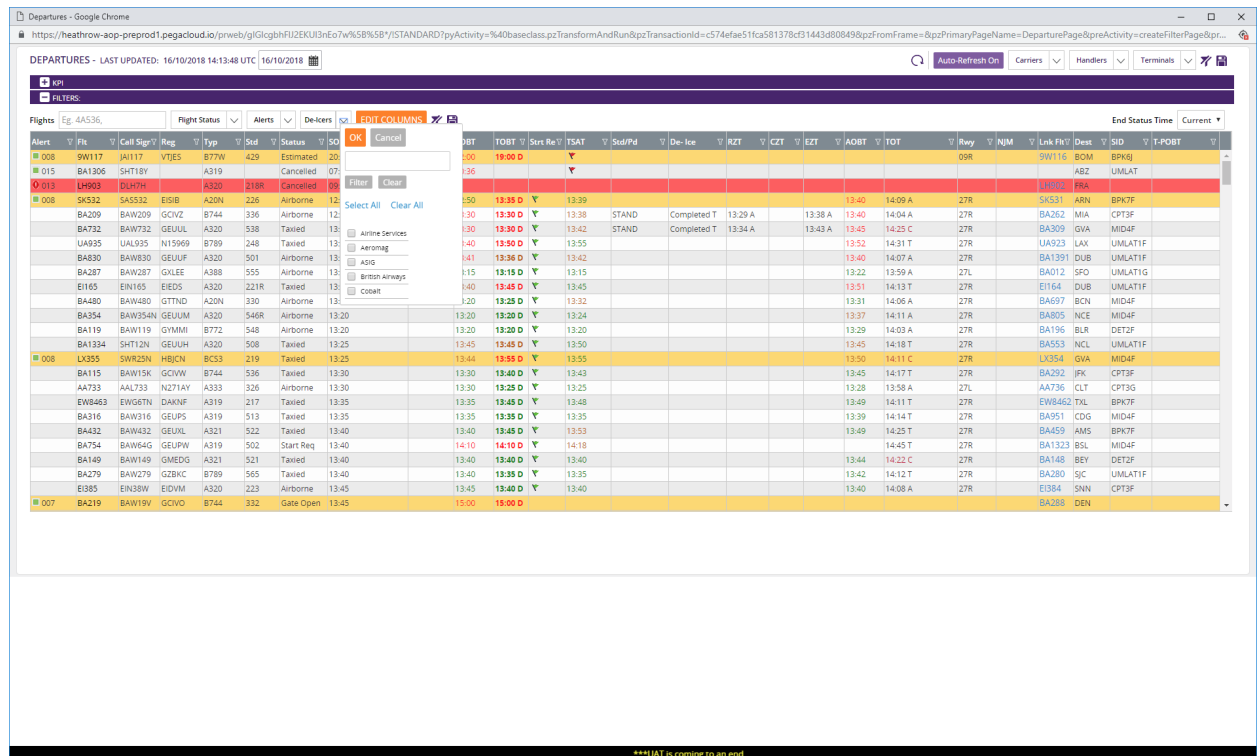 Departures - Google Chrome
https://heathrow-aop-preprod1.pegacloud.io/prweb/
DEPARTURES - LAST UPDATED: 16/10/2018 14:13:48 UTC 16/10/2018 Auto-Refresh On Carriers Handlers Terminals
KPI
FILTERS:
Flights Eg. 4A536, Flight Status Alerts De-Icers EDIT COLUMNS End Status Time Current
Alert Flt Call Sign Reg Typ Std Status TOBT Strt Re TSAT Std/Pd De- Ice RZT CZT EZT AOBT TOT Rwy NJM Lnk Flt Dest SID T-POBT
OK Cancel
Filter Clear
Select All Clear All
Airline Services
Aeromag
ASIG
British Airways
Cobalt
008 9W117 JAI117 VTJES B77W 429 Estimated 19:00 D 09R 9W116 BOM BPK6J
015 BA1306 SHT18Y A319 Cancelled ABZ UMLAT
013 LH903 DLH7H A320 218R Cancelled LH902 FRA
008 SK532 SAS532 EISIB A20N 226 Airborne 13:35 D 13:39 13:40 14:09 A 27R SK531 ARN BPK7F
BA209 BAW209 GCIVZ B744 336 Airborne 13:30 D 13:38 STAND Completed T 13:29 A 13:38 A 13:40 14:04 A 27R BA262 MIA CPT3F
BA732 BAW732 GEUUL A320 538 Taxied 13:30 D 13:42 STAND Completed T 13:34 A 13:43 A 13:45 14:25 C 27R BA309 GVA MID4F
UA935 UAL935 N15969 B789 248 Taxied 13:50 D 13:55 13:52 14:31 T 27R UA923 LAX UMLAT1F
BA830 BAW830 GEUUF A320 501 Airborne 13:36 D 13:42 13:40 14:07 A 27R BA1391 DUB UMLAT1F
BA287 BAW287 GXLEE A388 555 Airborne 13:15 D 13:15 13:22 13:59 A 27L BA012 SFO UMLAT1G
EI165 EIN165 EIEDS A320 221R Taxied 13:45 D 13:45 13:51 14:13 T 27R EI164 DUB UMLAT1F
BA480 BAW480 GTTND A20N 330 Airborne 13:25 D 13:32 13:31 14:06 A 27R BA697 BCN MID4F
BA354 BAW354N GEUUM A320 546R Airborne 13:20 13:20 13:20 D 13:24 13:37 14:11 A 27R BA805 NCE MID4F
BA119 BAW119 GYMMI B772 548 Airborne 13:20 13:20 13:20 D 13:20 13:29 14:03 A 27R BA196 BLR DET2F
BA1334 SHT12N GEUUH A320 508 Taxied 13:25 13:45 13:45 D 13:50 13:45 14:18 T 27R BA553 NCL UMLAT1F
008 LX355 SWR25N HBJCN BCS3 219 Taxied 13:25 13:44 13:55 D 13:55 13:50 14:11 C 27R LX354 GVA MID4F
BA115 BAW15K GCIVW B744 536 Taxied 13:30 13:30 13:40 D 13:43 13:45 14:17 T 27R BA292 JFK CPT3F
AA733 AAL733 N271AY A333 326 Airborne 13:30 13:30 13:25 D 13:25 13:28 13:58 A 27L AA736 CLT CPT3G
EW8463 EWG6TN DAKNF A319 217 Taxied 13:35 13:35 13:45 D 13:48 13:49 14:11 T 27R EW8462 TXL BPK7F
BA316 BAW316 GEUPS A319 513 Taxied 13:35 13:35 13:35 D 13:35 13:39 14:14 T 27R BA951 CDG MID4F
BA432 BAW432 GEUXL A321 522 Taxied 13:40 13:40 13:45 D 13:53 13:49 14:25 T 27R BA459 AMS BPK7F
BA754 BAW64G GEUPW A319 502 Start Req 13:40 14:10 14:10 D 14:18 14:45 T 27R BA1323 BSL MID4F
BA149 BAW149 GMEDG A321 521 Taxied 13:40 13:40 13:40 D 13:40 13:44 14:22 C 27R BA148 BEY DET2F
BA279 BAW279 GZBKC B789 565 Taxied 13:40 13:40 13:35 D 13:35 13:42 14:12 T 27R BA280 SJC UMLAT1F
EI385 EIN38W EIDVM A320 223 Airborne 13:45 13:45 13:40 D 13:40 13:40 14:08 A 27R EI384 SNN CPT3F
007 BA219 BAW19V GCIVO B744 332 Gate Open 13:45 15:00 15:00 D BA288 DEN
***UAT is coming to an end